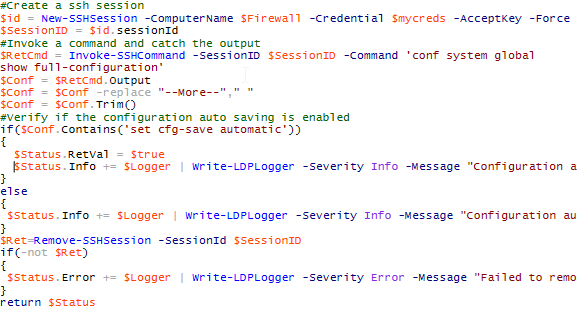 #Create a ssh session
$id = New-SSHSession -ComputerName $Firewall -Credential $mycreds -AcceptKey -Force
$SessionID = $id.sessionId
#Invoke a command and catch the output
$RetCmd = Invoke-SSHCommand -SessionID $SessionID -Command 'conf system global
show full-configuration'
$Conf = $RetCmd.Output
$Conf = $Conf -replace "--More--"," "
$Conf = $Conf.Trim()
#Verify if the configuration auto saving is enabled
if($Conf.Contains('set cfg-save automatic'))
{
$Status.RetVal = $true
$Status.Info += $Logger | Write-LDPLogger -Severity Info -Message "Configuration a
}
else
{
$Status.Info += $Logger | Write-LDPLogger -Severity Info -Message "Configuration au
}
$Ret=Remove-SSHSession -SessionId $SessionID
if(-not $Ret)
{
$Status.Error += $Logger | Write-LDPLogger -Severity Error -Message "Failed to remo
}
return $Status